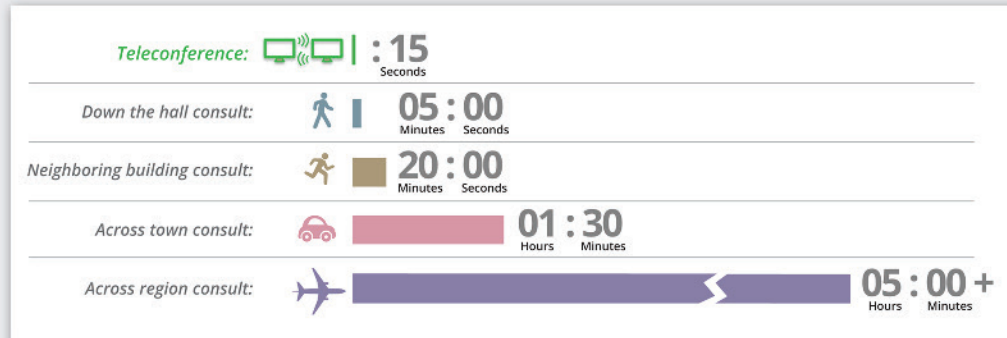 Teleconference: :15
Seconds
Down the hall consult: 05:00
Minutes Seconds
Neighboring building consult: 20:00
Minutes Seconds
Across town consult: 01:30
Hours Minutes
Across region consult: 05:00+
Hours Minutes